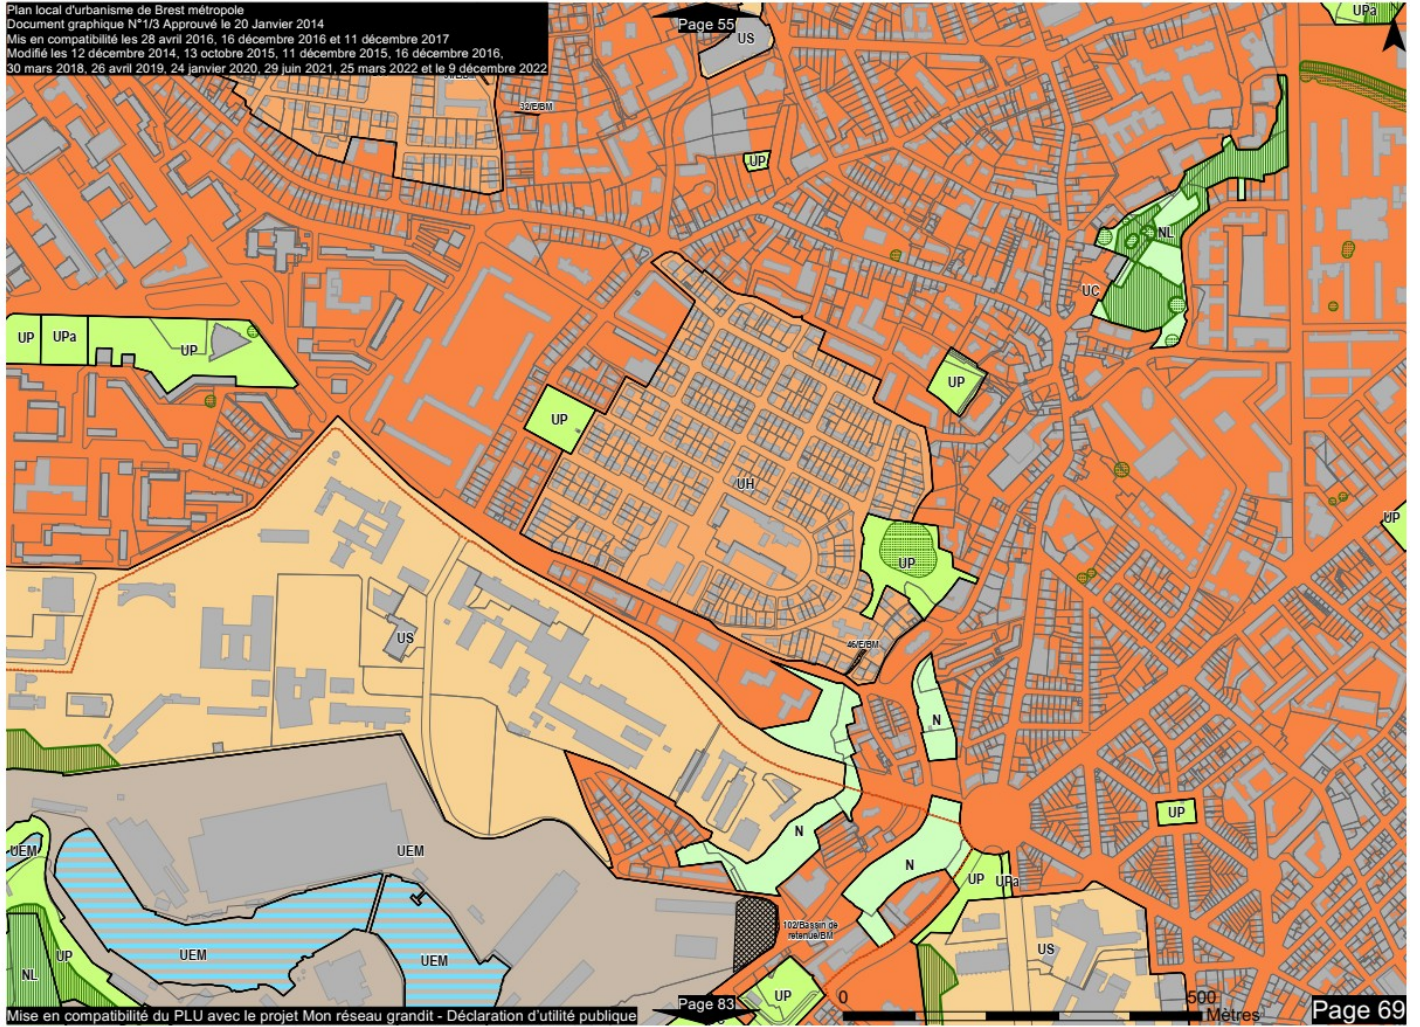 Plan local d'urbanisme de Brest métropole
Document graphique N°1/3 Approuvé le 20 Janvier 2014
Mis en compatibilité les 28 avril 2016, 16 décembre 2016 et 11 décembre 2017
Modifié les 12 décembre 2014, 13 octobre 2015, 11 décembre 2015, 16 décembre 2016,
30 mars 2018, 26 avril 2019, 24 janvier 2020, 29 juin 2021, 25 mars 2022 et le 9 décembre 2022
Page 55
UPa
US
32/E/BM
UP
NL
UC
UP
UPa
UP
UP
UP
UH
UP
UP
US
46/E/BM
N
UP
UEM
UEM
N
N
UP
UPa
102/Bassin de
retenue/BM
US
UEM
UP
UEM
NL
UP
Page 83
0
500
Mètres
Mise en compatibilité du PLU avec le projet Mon réseau grandit - Déclaration d'utilité publique
Page 69